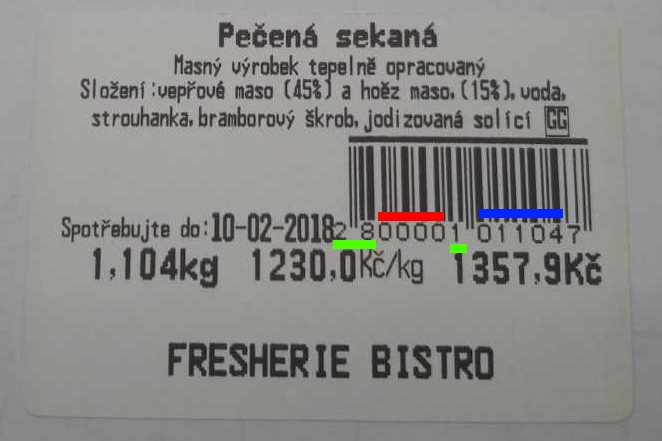 Pečená sekaná
Masný výrobek tepelně opracovaný
Složení:vepřové maso (45%) a hoěz maso,(15%), voda,
strouhanka, bramborový škrob, jodizovaná solící GG
Spotřebujte do:10-02-2018
2 800001 011047
1,104kg 1230,0Kč/kg 1357,9Kč
FRESHERIE BISTRO